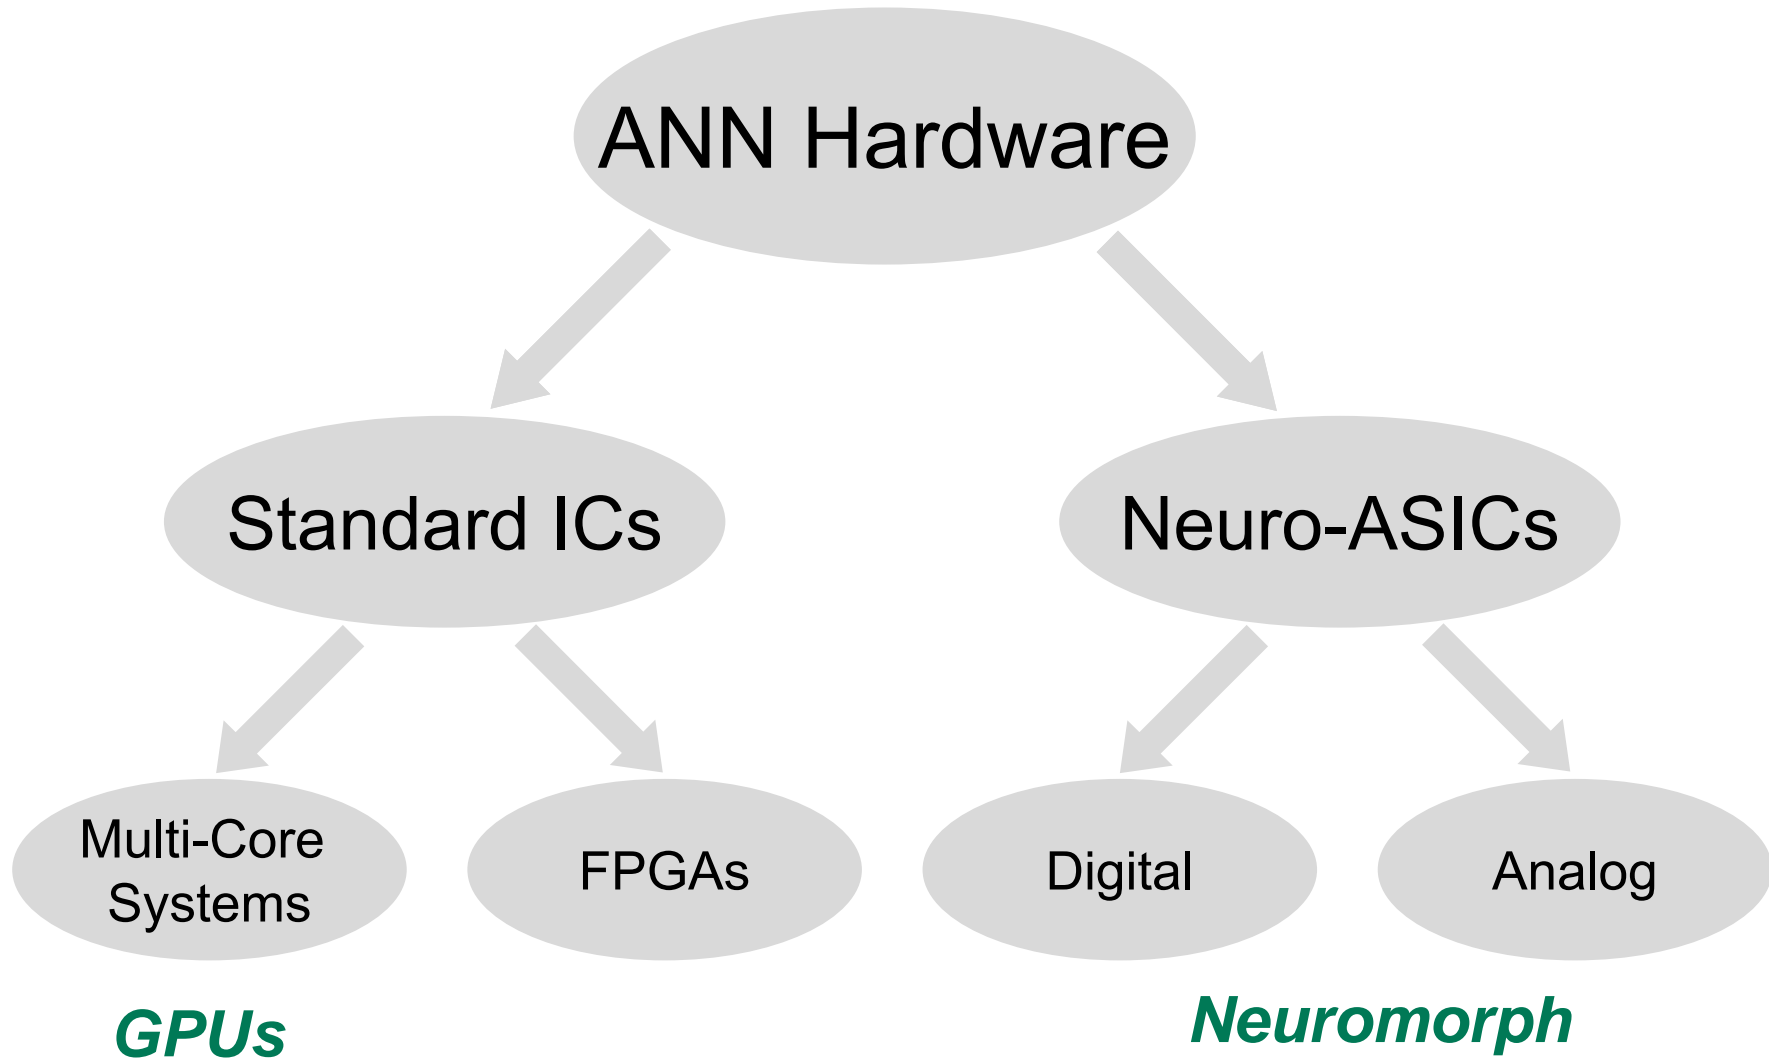 ANN Hardware
Standard ICs
Neuro-ASICs
Multi-Core
Systems
FPGAs
Digital
Analog
GPUs
Neuromorph